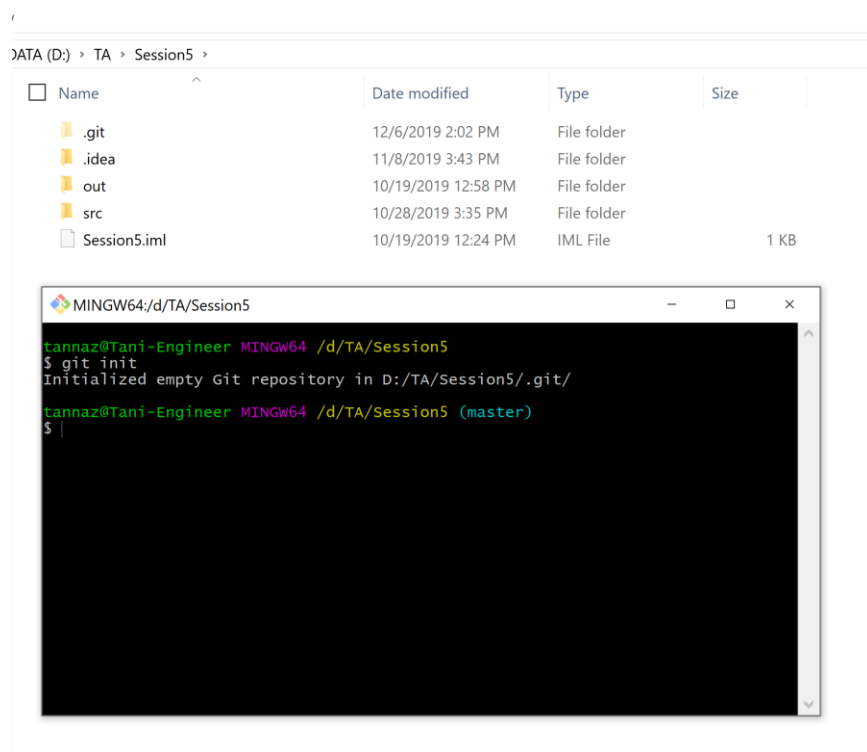 DATA (D:) › TA › Session5 ›
Name Date modified Type Size
.git 12/6/2019 2:02 PM File folder
.idea 11/8/2019 3:43 PM File folder
out 10/19/2019 12:58 PM File folder
src 10/28/2019 3:35 PM File folder
Session5.iml 10/19/2019 12:24 PM IML File 1 KB
MINGW64:/d/TA/Session5
tannaz@Tani-Engineer MINGW64 /d/TA/Session5
$ git init
Initialized empty Git repository in D:/TA/Session5/.git/
tannaz@Tani-Engineer MINGW64 /d/TA/Session5 (master)
$